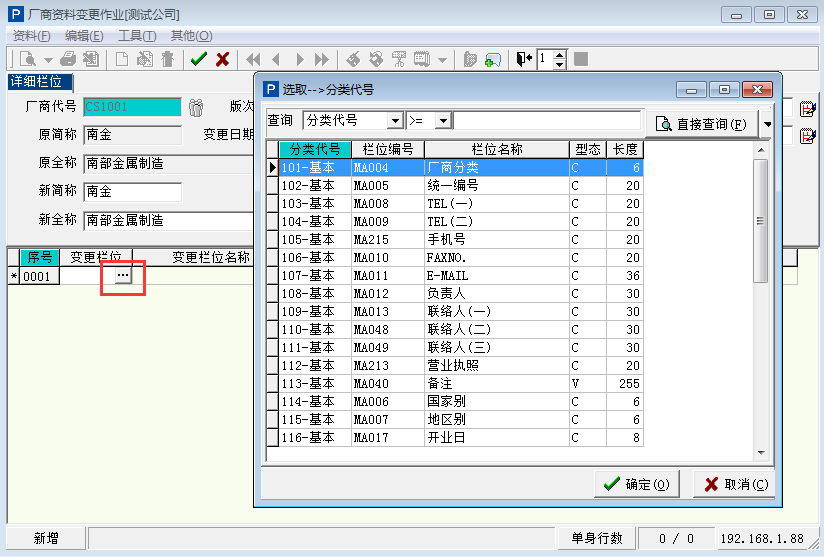 厂商资料变更作业[测试公司]
资料(F) 编辑(E) 工具(T) 其他(O)
1
详细栏位
厂商代号 CS1001 版次
原简称 南金 变更日期
原全称 南部金属制造
新简称 南金
新全称 南部金属制造
序号 变更栏位 变更栏位名称
* 0001 ...
选取-->分类代号
查询 分类代号 >= 直接查询(F)
分类代号 栏位编号 栏位名称 型态 长度
101-基本 MA004 厂商分类 C 6
102-基本 MA005 统一编号 C 20
103-基本 MA008 TEL(一) C 20
104-基本 MA009 TEL(二) C 20
105-基本 MA215 手机号 C 20
106-基本 MA010 FAXNO. C 20
107-基本 MA011 E-MAIL C 36
108-基本 MA012 负责人 C 30
109-基本 MA013 联络人(一) C 30
110-基本 MA048 联络人(二) C 30
111-基本 MA049 联络人(三) C 30
112-基本 MA213 营业执照 C 20
113-基本 MA040 备注 V 255
114-基本 MA006 国家别 C 6
115-基本 MA007 地区别 C 6
116-基本 MA017 开业日 C 8
确定(O) 取消(C)
新增 单身行数 0 / 0 192.168.1.88